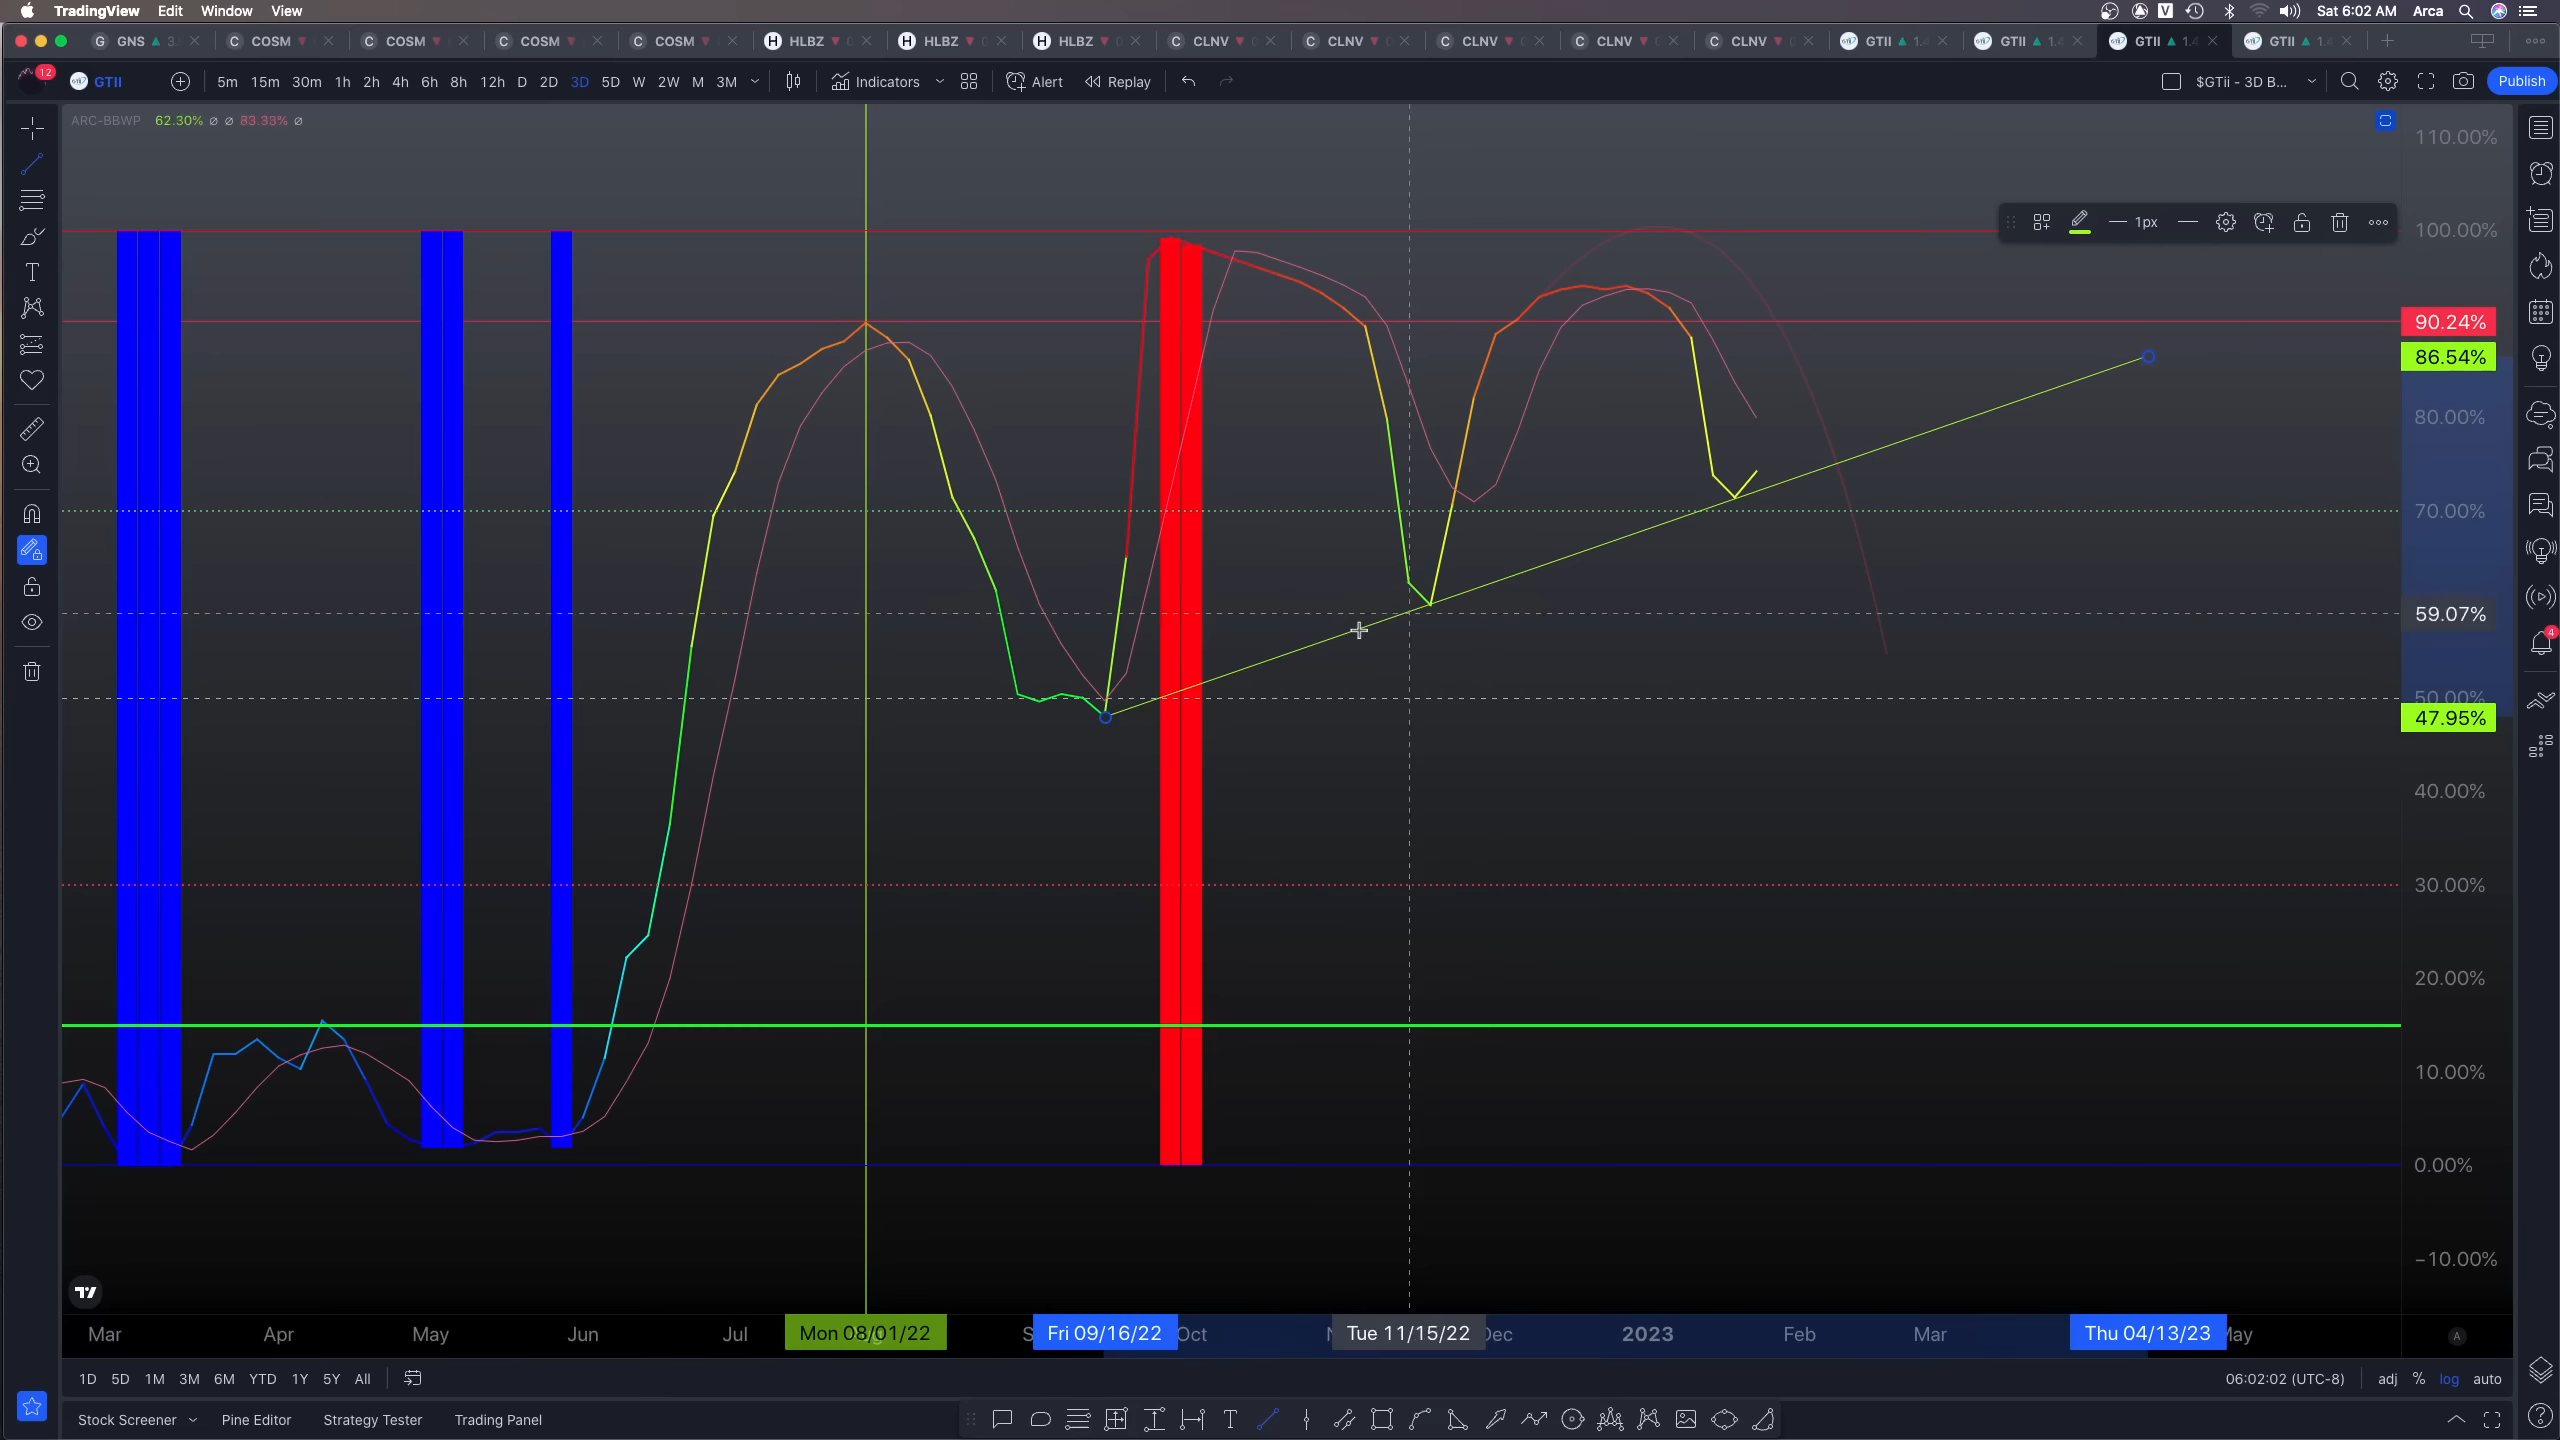 TradingView Edit Window View Sat 6:02 AM Arca
GNS COSM COSM COSM COSM HLBZ HLBZ HLBZ CLNV CLNV CLNV CLNV CLNV GTII GTII GTII GTII
12 GTII 5m 15m 30m 1h 2h 4h 6h 8h 12h D 2D 3D 5D W 2W M 3M Indicators Alert Replay $GTii - 3D B... Publish
ARC-BBWP 62.30% ø ø 83.33% ø
110.00%
1px
100.00%
90.24%
86.54%
80.00%
70.00%
59.07%
4
50.00%
47.95%
40.00%
30.00%
20.00%
10.00%
0.00%
−10.00%
Mar Apr May Jun Jul Mon 08/01/22 Fri 09/16/22 Oct Tue 11/15/22 Dec 2023 Feb Mar Thu 04/13/23 May A
1D 5D 1M 3M 6M YTD 1Y 5Y All 06:02:02 (UTC-8) adj % log auto
Stock Screener Pine Editor Strategy Tester Trading Panel